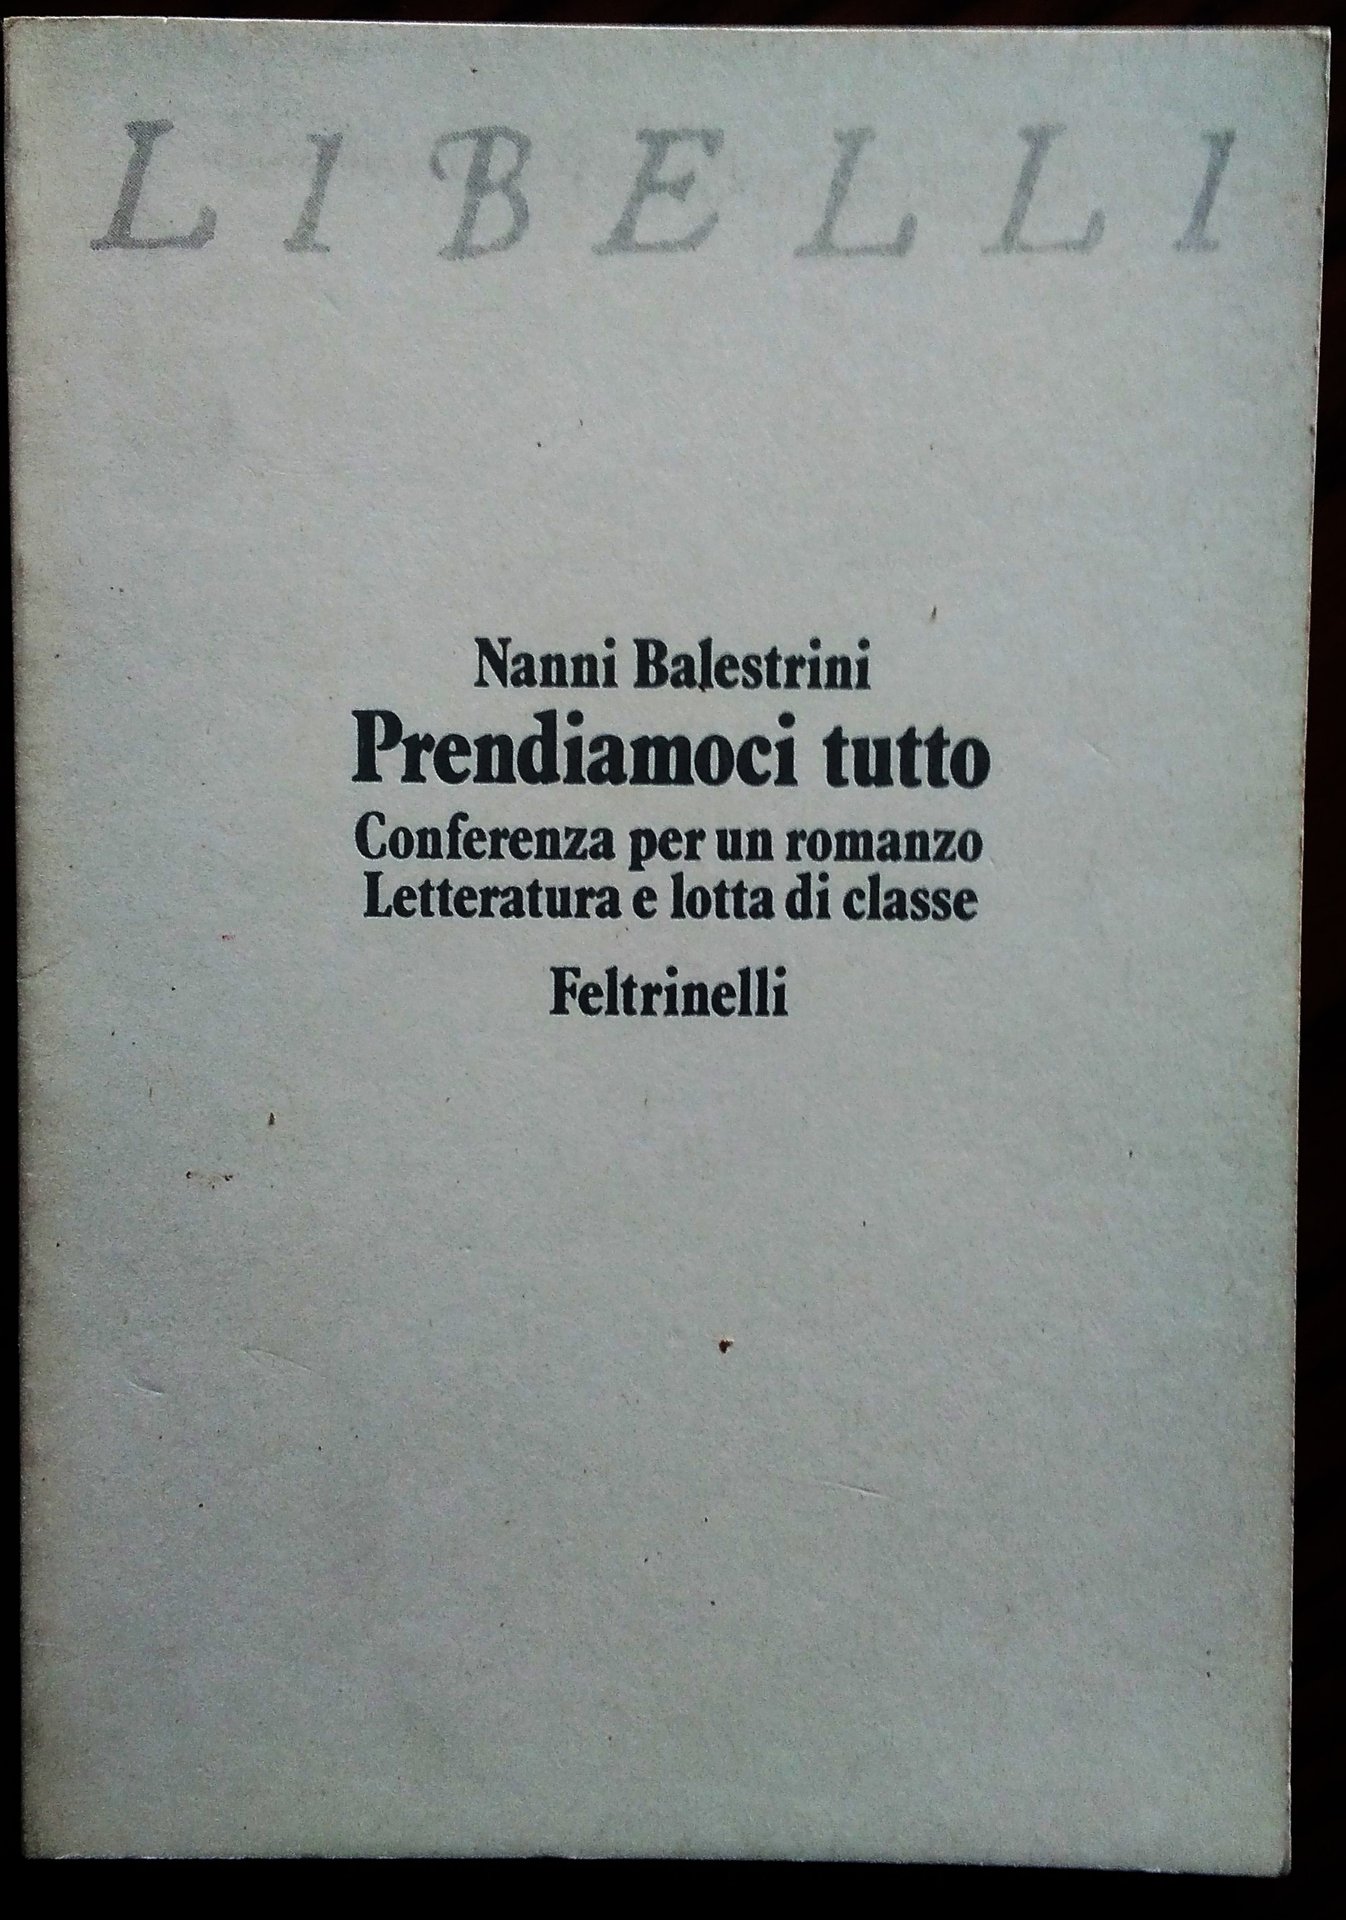 LIBELLI
Nanni Balestrini
Prendiamoci tutto
Conferenza per un romanzo
Letteratura e lotta di classe
Feltrinelli